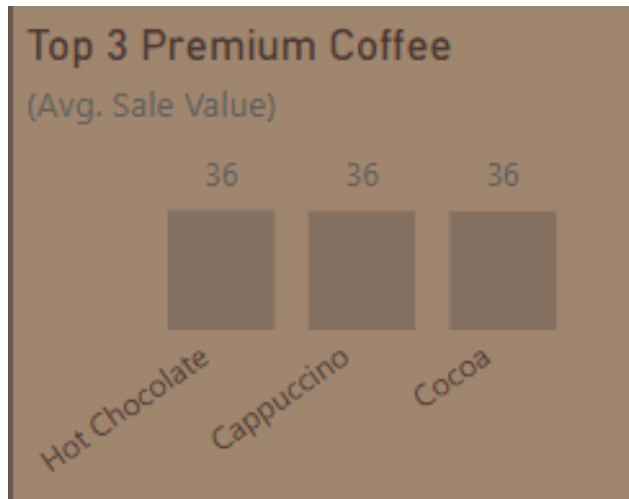 Top 3 Premium Coffee
(Avg. Sale Value)
36 36 36
Hot Chocolate Cappuccino Cocoa